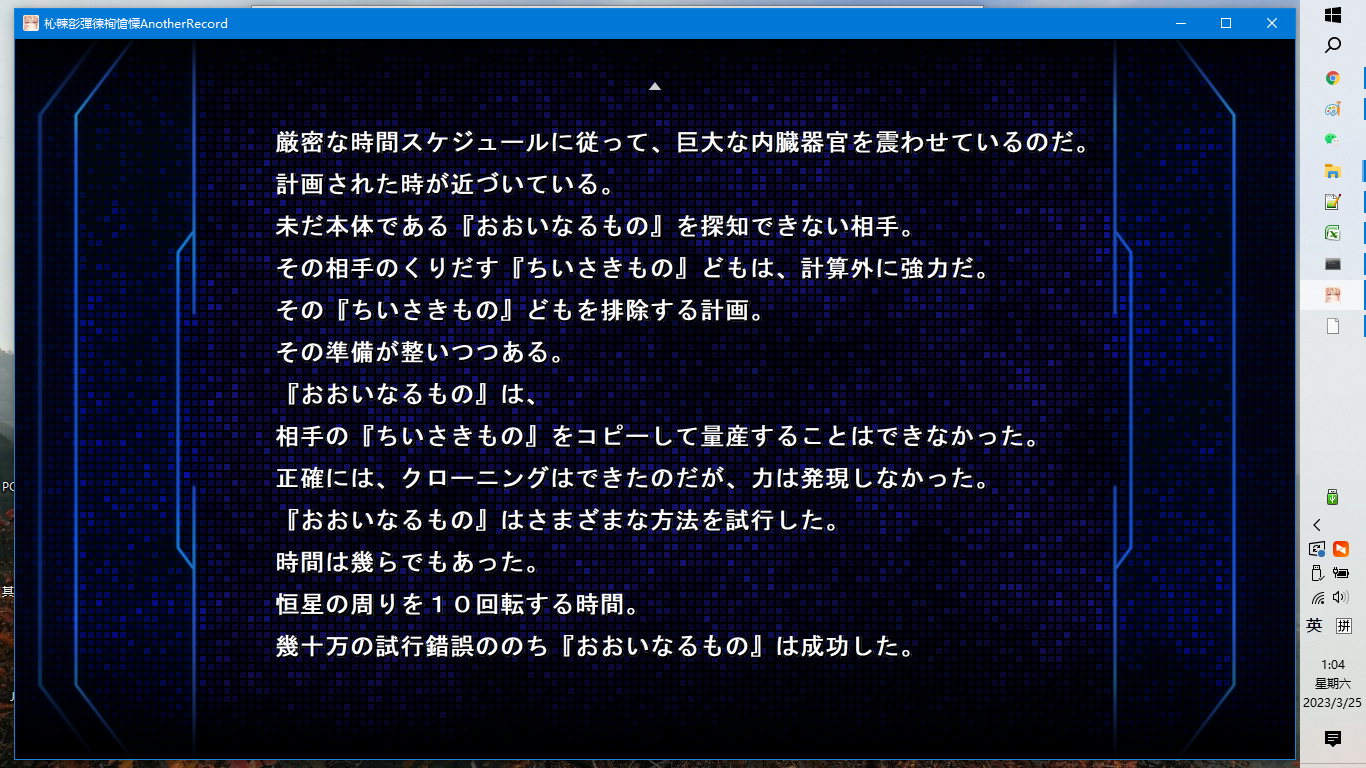 AnotherRecord
厳密な時間スケジュールに従って、巨大な内臓器官を震わせているのだ。
計画された時が近づいている。
未だ本体である『おおいなるもの』を探知できない相手。
その相手のくりだす『ちいさきもの』どもは、計算外に強力だ。
その『ちいさきもの』どもを排除する計画。
その準備が整いつつある。
『おおいなるもの』は、
相手の『ちいさきもの』をコピーして量産することはできなかった。
正確には、クローニングはできたのだが、力は発現しなかった。
『おおいなるもの』はさまざまな方法を試行した。
時間は幾らでもあった。
恒星の周りを１０回転する時間。
幾十万の試行錯誤ののち『おおいなるもの』は成功した。
PC
其
英 拼
1:04
星期六
2023/3/25